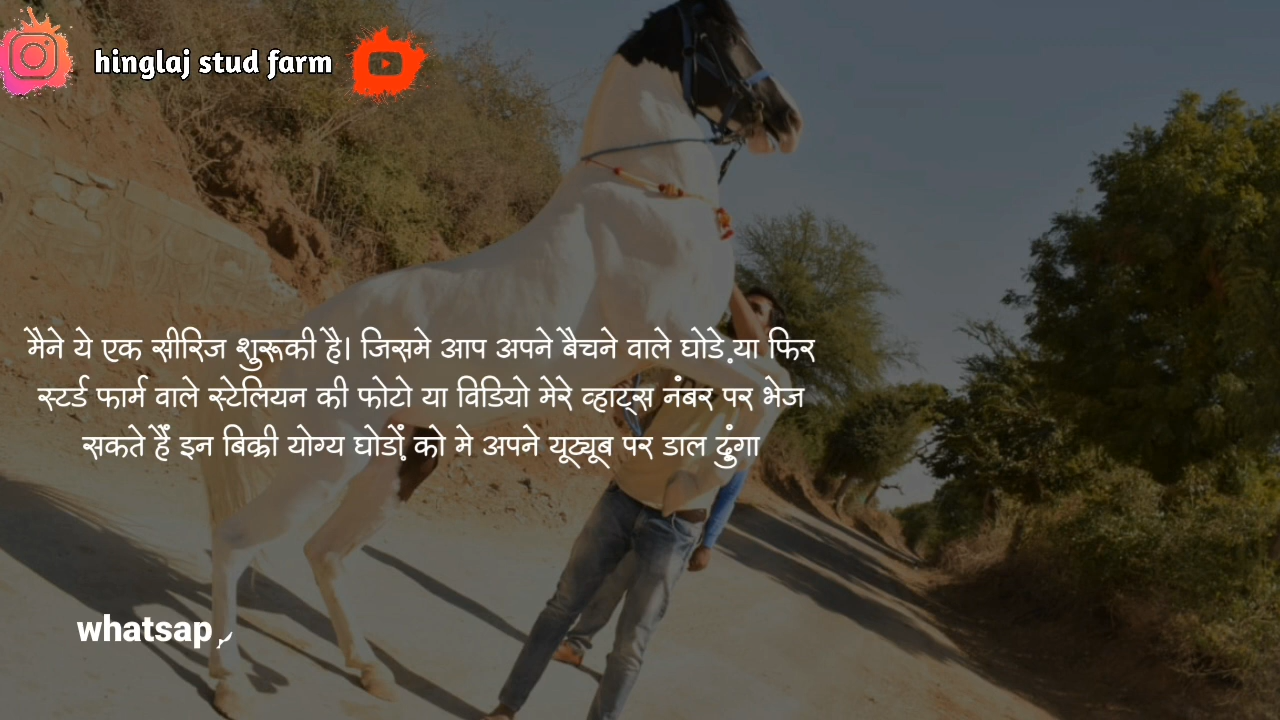 hinglaj stud farm
मैने ये एक सीरिज शुरूकी है। जिसमे आप अपने बैचने वाले घोडे़ या फिर
स्टर्ड फार्म वाले स्टेलियन की फोटो या विडियो मेरे व्हाट्स नंबर पर भेज
सकते हैं इन बिक्री योग्य घोडों़ को मे अपने यूट्यूब पर डाल दुंगा
whatsap